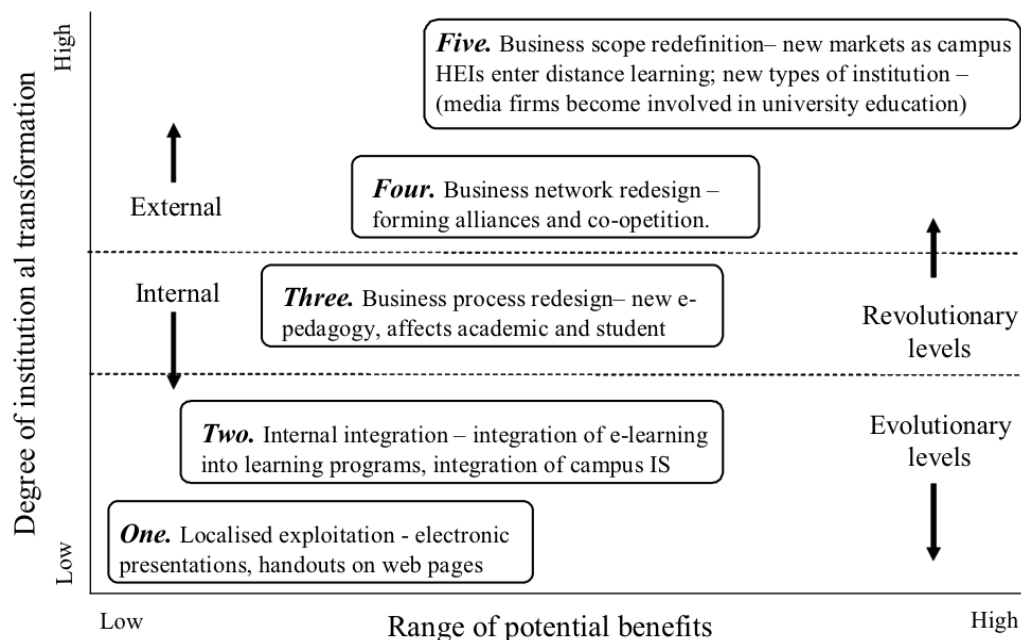 High
Five. Business scope redefinition– new markets as campus
HEIs enter distance learning; new types of institution –
(media firms become involved in university education)
Degree of institution al transformation
External
Four. Business network redesign –
forming alliances and co-opetition.
Internal
Three. Business process redesign– new e-
pedagogy, affects academic and student
Revolutionary
levels
Two. Internal integration – integration of e-learning
into learning programs, integration of campus IS
Evolutionary
levels
One. Localised exploitation - electronic
presentations, handouts on web pages
Low
Low
Range of potential benefits
High